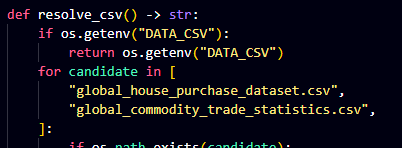 def resolve_csv() -> str:
    if os.getenv("DATA_CSV"):
        return os.getenv("DATA_CSV")
    for candidate in [
        "global_house_purchase_dataset.csv",
        "global_commodity_trade_statistics.csv",
    ]:
        if os.path.exists(candidate):